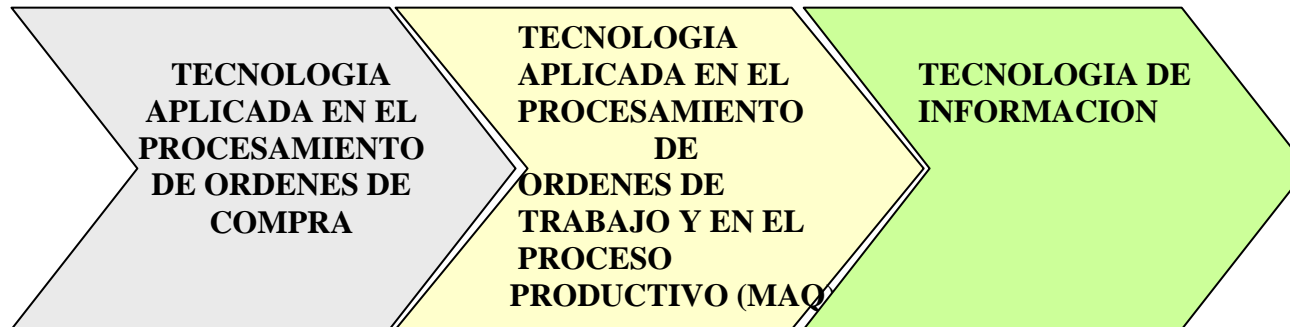 TECNOLOGIA
APLICADA EN EL
PROCESAMIENTO
DE ORDENES DE
COMPRA
TECNOLOGIA
APLICADA EN EL
PROCESAMIENTO
DE
ORDENES DE
TRABAJO Y EN EL
PROCESO
PRODUCTIVO (MAQ)
TECNOLOGIA DE
INFORMACION